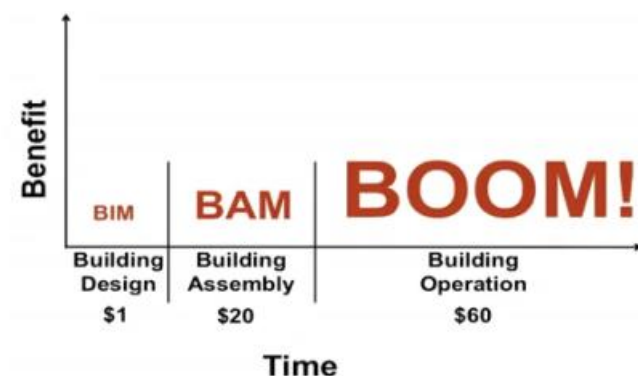 Benefit
BIM
BAM
BOOM!
Building
Design
$1
Building
Assembly
$20
Building
Operation
$60
Time